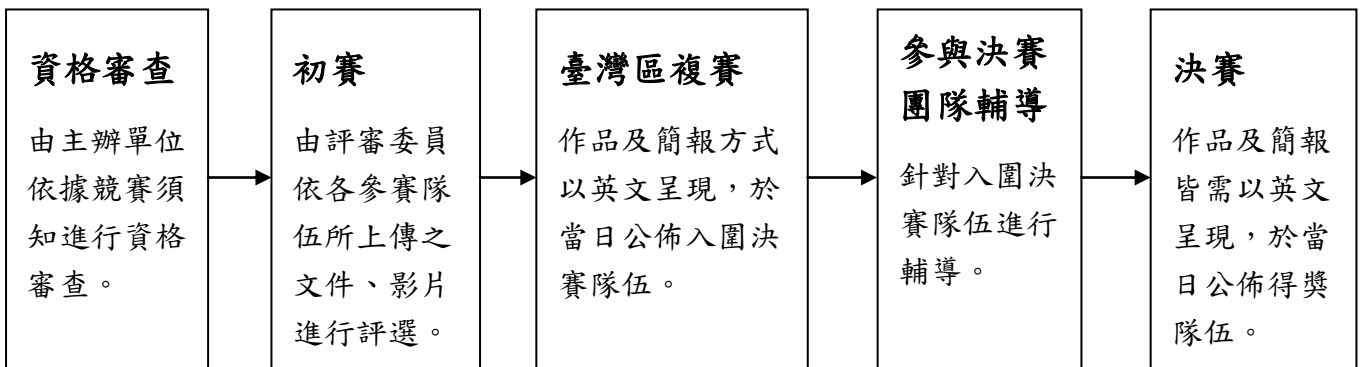 資格審查
由主辦單位
依據競賽須
知進行資格
審查。
初賽
由評審委員
依各參賽隊
伍所上傳之
文件、影片
進行評選。
臺灣區複賽
作品及簡報方式
以英文呈現，於
當日公佈入圍決
賽隊伍。
參與決賽
團隊輔導
針對入圍決
賽隊伍進行
輔導。
決賽
作品及簡報
皆需以英文
呈現，於當
日公佈得獎
隊伍。